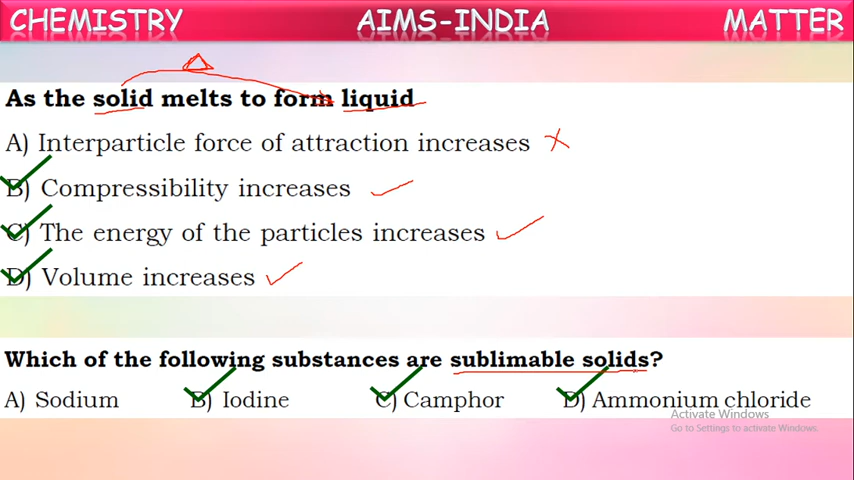 CHEMISTRY AIMS-INDIA MATTER
As the solid melts to form liquid
A) Interparticle force of attraction increases
B) Compressibility increases
C) The energy of the particles increases
D) Volume increases
Which of the following substances are sublimable solids?
A) Sodium B) Iodine C) Camphor D) Ammonium chloride
Activate Windows
Go to Settings to activate Windows.